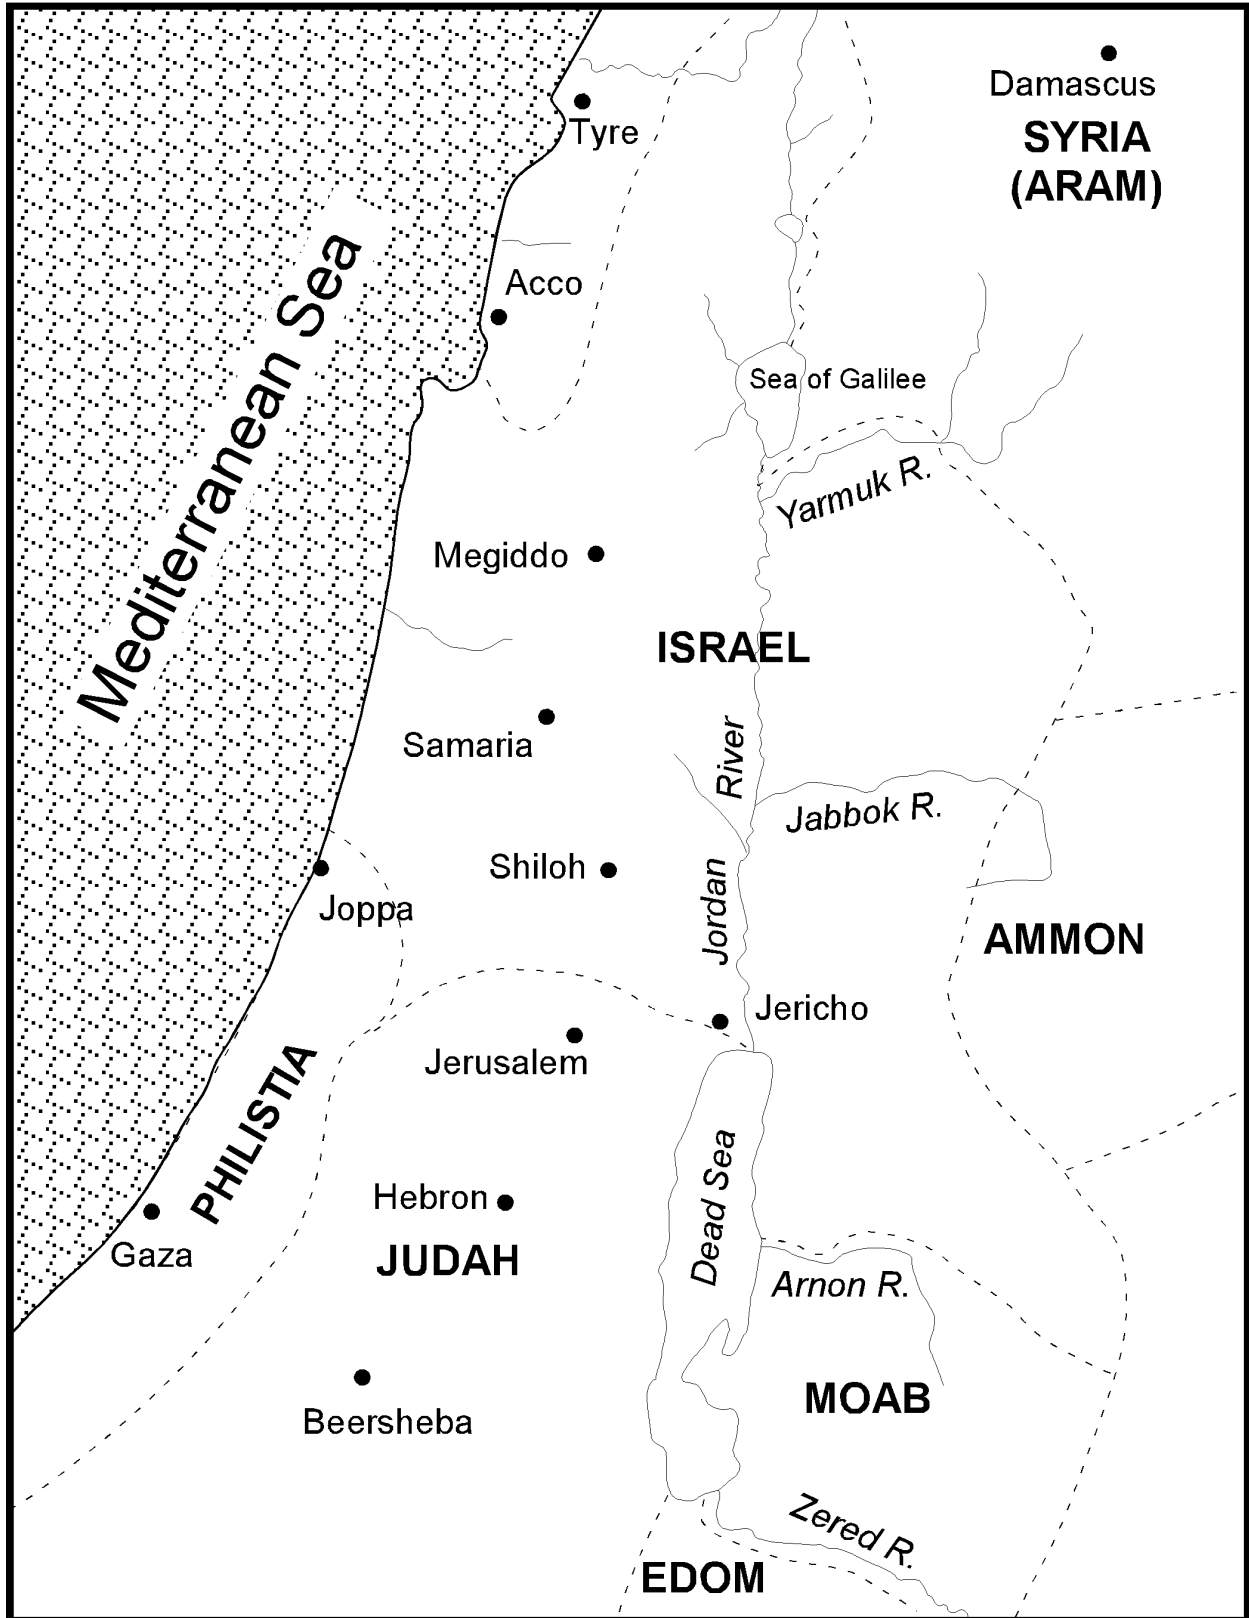 Damascus
SYRIA
(ARAM)
Tyre
Mediterranean Sea
Acco
Sea of Galilee
Yarmuk R.
Megiddo
ISRAEL
Samaria
Jordan River
Jabbok R.
Shiloh
Joppa
AMMON
Jericho
Jerusalem
PHILISTIA
Dead Sea
Hebron
JUDAH
Gaza
Arnon R.
MOAB
Beersheba
Zered R.
EDOM